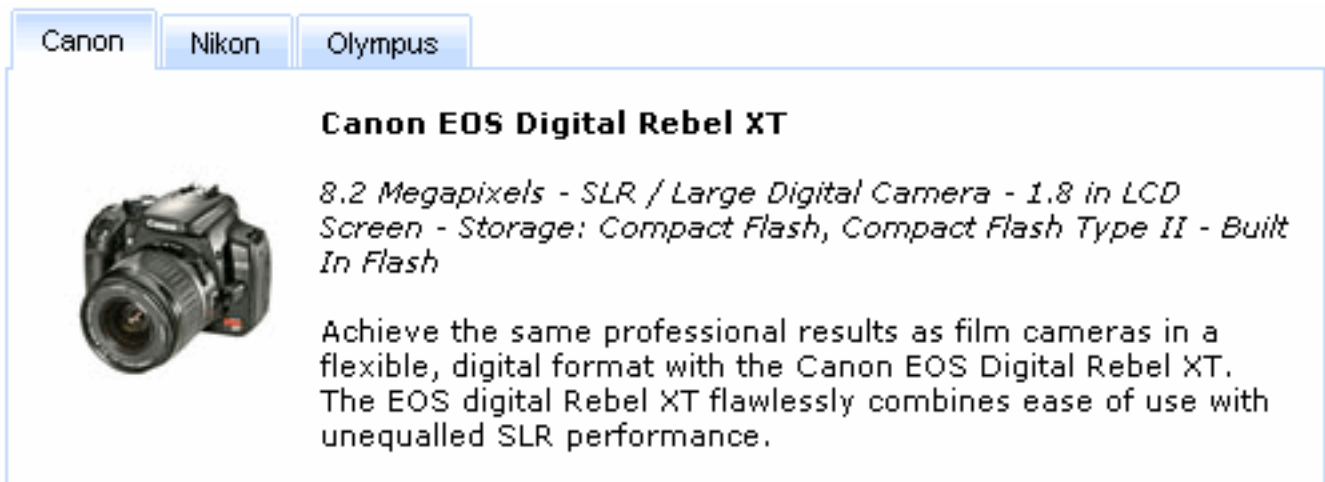 Canon Nikon Olympus
Canon EOS Digital Rebel XT
8.2 Megapixels - SLR / Large Digital Camera - 1.8 in LCD
Screen - Storage: Compact Flash, Compact Flash Type II - Built
In Flash
Achieve the same professional results as film cameras in a
flexible, digital format with the Canon EOS Digital Rebel XT.
The EOS digital Rebel XT flawlessly combines ease of use with
unequalled SLR performance.